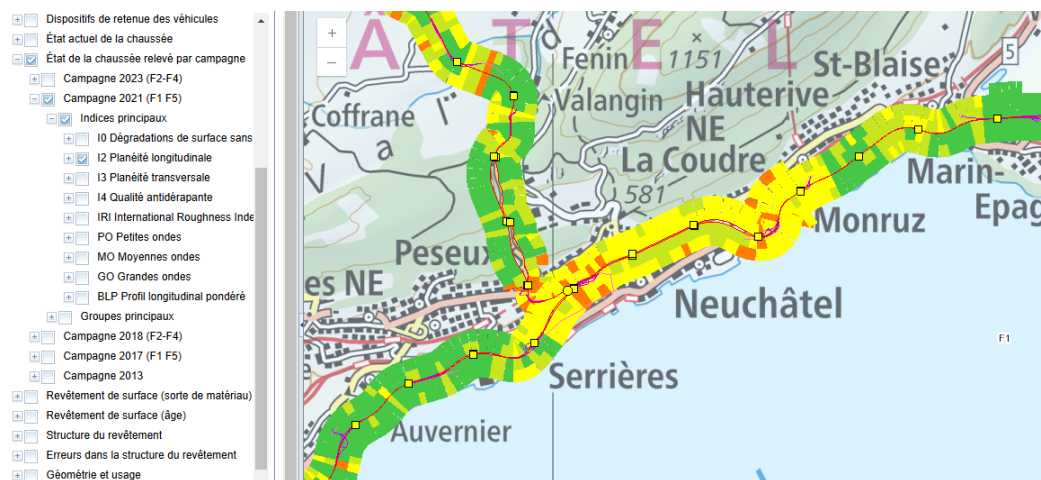 Dispositifs de retenue des véhicules
État actuel de la chaussée
État de la chaussée relevé par campagne
Campagne 2023 (F2-F4)
Campagne 2021 (F1 F5)
Indices principaux
I0 Dégradations de surface sans
I2 Planéité longitudinale
I3 Planéité transversale
I4 Qualité antidérapante
IRI International Roughness Inde
PO Petites ondes
MO Moyennes ondes
GO Grandes ondes
BLP Profil longitudinal pondéré
Groupes principaux
Campagne 2018 (F2-F4)
Campagne 2017 (F1 F5)
Campagne 2013
Revêtement de surface (sorte de matériau)
Revêtement de surface (âge)
Structure du revêtement
Erreurs dans la structure du revêtement
Géométrie et usage
+
−
Â T E L
Fenin
1151
St-Blaise
5
Valangin
Hauterive
NE
Coffrane
V a l
La Coudre
581
Marin-
Epag
Monruz
Peseux
es NE
Neuchâtel
F1
Serrières
Auvernier